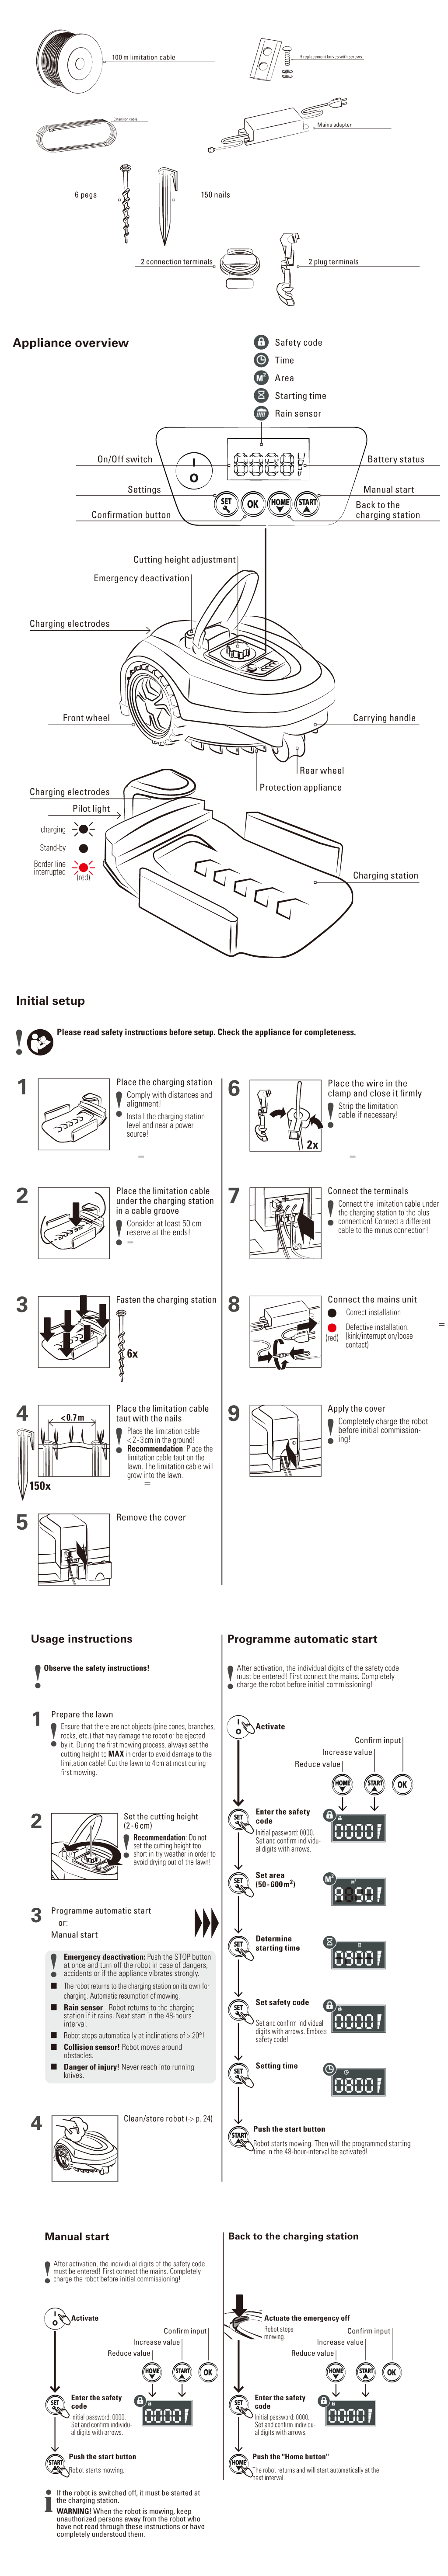 100 m limitation cable
9 replacement knives with screws
Extension cable
Mains adapter
6 pegs
150 nails
2 connection terminals
2 plug terminals
Appliance overview
Safety code
Time
M²
Area
Starting time
Rain sensor
On/Off switch
I
O
Battery status
Settings
Manual start
SET
OK
HOME
START
Confirmation button
Back to the
charging station
Cutting height adjustment
Emergency deactivation
Charging electrodes
Front wheel
Carrying handle
Rear wheel
Protection appliance
Charging electrodes
Pilot light
charging
Stand-by
Border line
interrupted
(red)
Charging station
Initial setup
! Please read safety instructions before setup. Check the appliance for completeness.
1
Place the charging station
! Comply with distances and
alignment!
Install the charging station
level and near a power
source!
2
Place the limitation cable
under the charging station
in a cable groove
! Consider at least 50 cm
reserve at the ends!
3
Fasten the charging station
6x
4
<0.7 m
150x
Place the limitation cable
taut with the nails
! Place the limitation cable
<2-3cm in the ground!
Recommendation: Place the
limitation cable taut on the
lawn. The limitation cable will
grow into the lawn.
5
Remove the cover
6
2x
Place the wire in the
clamp and close it firmly
! Strip the limitation
cable if necessary!
7
+
Connect the terminals
! Connect the limitation cable under
the charging station to the plus
connection! Connect a different
cable to the minus connection!
8
Connect the mains unit
Correct installation
(red)
Defective installation:
(kink/interruption/loose
contact)
9
Apply the cover
! Completely charge the robot
before initial commission-
ing!
Usage instructions
! Observe the safety instructions!
1
Prepare the lawn
! Ensure that there are not objects (pine cones, branches,
rocks, etc.) that may damage the robot or be ejected
by it. During the first mowing process, always set the
cutting height to MAX in order to avoid damage to the
limitation cable! Cut the lawn to 4 cm at most during
first mowing.
2
Set the cutting height
(2-6cm)
! Recommendation: Do not
set the cutting height too
short in try weather in order to
avoid drying out of the lawn!
3
Programme automatic start
or:
Manual start
! Emergency deactivation: Push the STOP button
at once and turn off the robot in case of dangers,
accidents or if the appliance vibrates strongly.
The robot returns to the charging station on its own for
charging. Automatic resumption of mowing.
Rain sensor - Robot returns to the charging
station if it rains. Next start in the 48-hours
interval.
Robot stops automatically at inclinations of > 20°!
Collision sensor! Robot moves around
obstacles.
Danger of injury! Never reach into running
knives.
4
Clean/store robot (-> p. 24)
Programme automatic start
! After activation, the individual digits of the safety code
must be entered! First connect the mains. Completely
charge the robot before initial commissioning!
I
O
Activate
Confirm input
Increase value
Reduce value
HOME
START
OK
SET
Enter the safety
code
Initial password: 0000.
Set and confirm individu-
al digits with arrows.
0000
SET
Set area
(50-600m²)
M²
SET
Determine
starting time
SET
Set safety code
Set and confirm individual
digits with arrows. Emboss
safety code!
0000
SET
Setting time
0800
START
Push the start button
Robot starts mowing. Then will the programmed starting
time in the 48-hour-interval be activated!
Manual start
! After activation, the individual digits of the safety code
must be entered! First connect the mains. Completely
charge the robot before initial commissioning!
I
O
Activate
Confirm input
Increase value
Reduce value
HOME
START
OK
SET
Enter the safety
code
Initial password: 0000.
Set and confirm individu-
al digits with arrows.
0000
START
Push the start button
Robot starts mowing.
i
If the robot is switched off, it must be started at
the charging station.
WARNING! When the robot is mowing, keep
unauthorized persons away from the robot who
have not read through these instructions or have
completely understood them.
Back to the charging station
Actuate the emergency off
Robot stops
mowing.
Confirm input
Increase value
Reduce value
HOME
START
OK
SET
Enter the safety
code
Initial password: 0000.
Set and confirm individu-
al digits with arrows.
0000
HOME
Push the "Home button"
The robot returns and will start automatically at the
next interval.